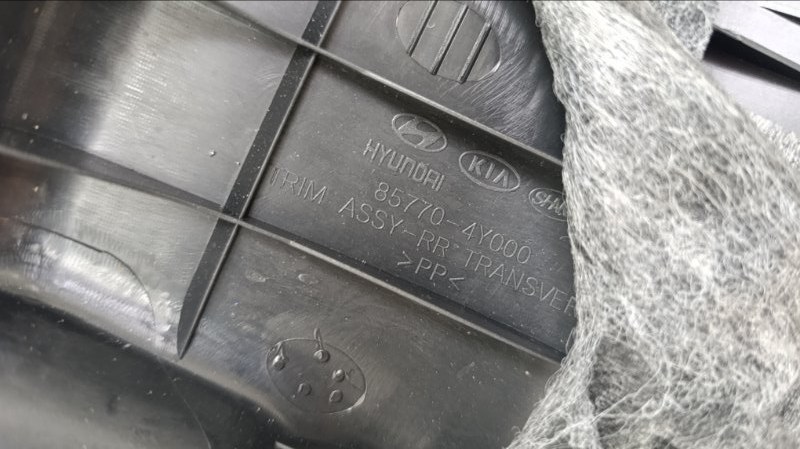 HYUNDAI KIA
85770-4Y000
TRIM ASSY-RR TRANSVER
>PP<